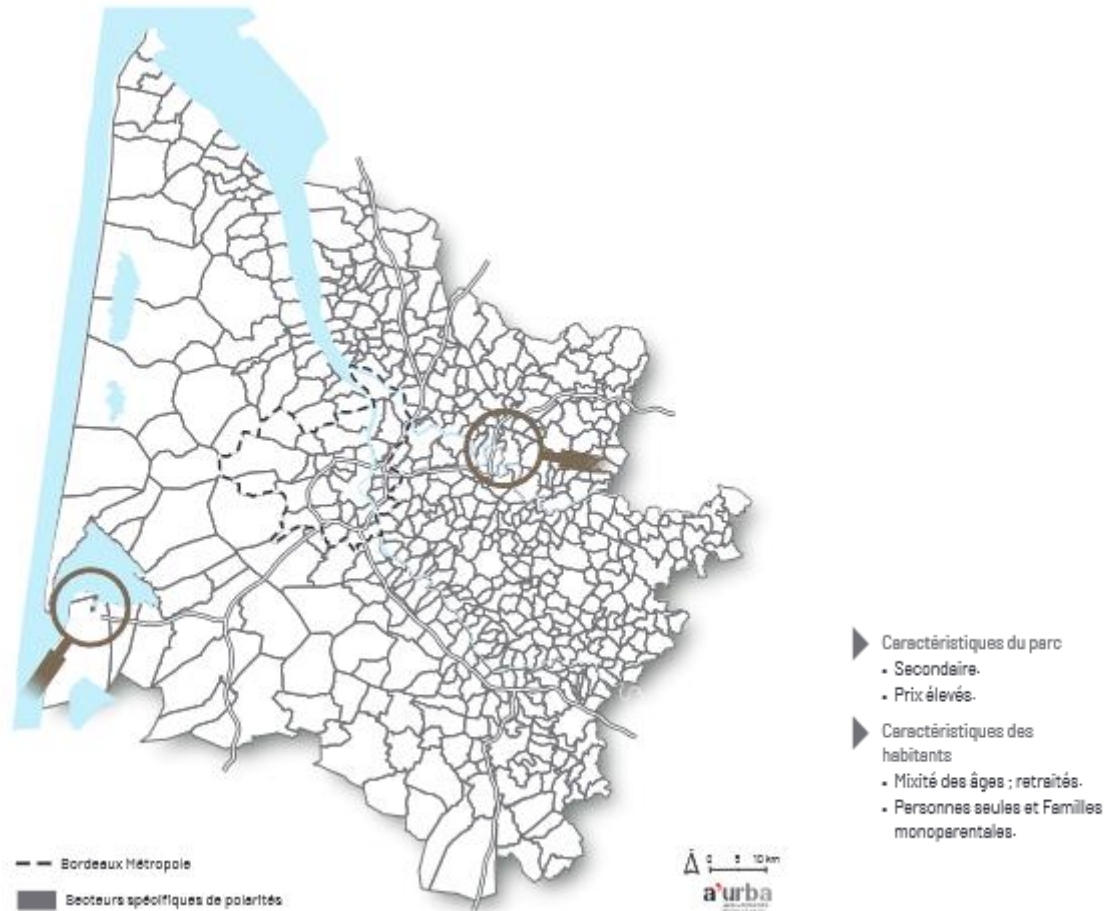 Caractéristiques du parc
▪ Secondaire.
▪ Prix élevés.
Caractéristiques des
habitants
▪ Mixité des âges ; retraités.
▪ Personnes seules et Familles
monoparentales.
Bordeaux Métropole
Secteurs spécifiques de polarités
0 5 10 km
a'urba